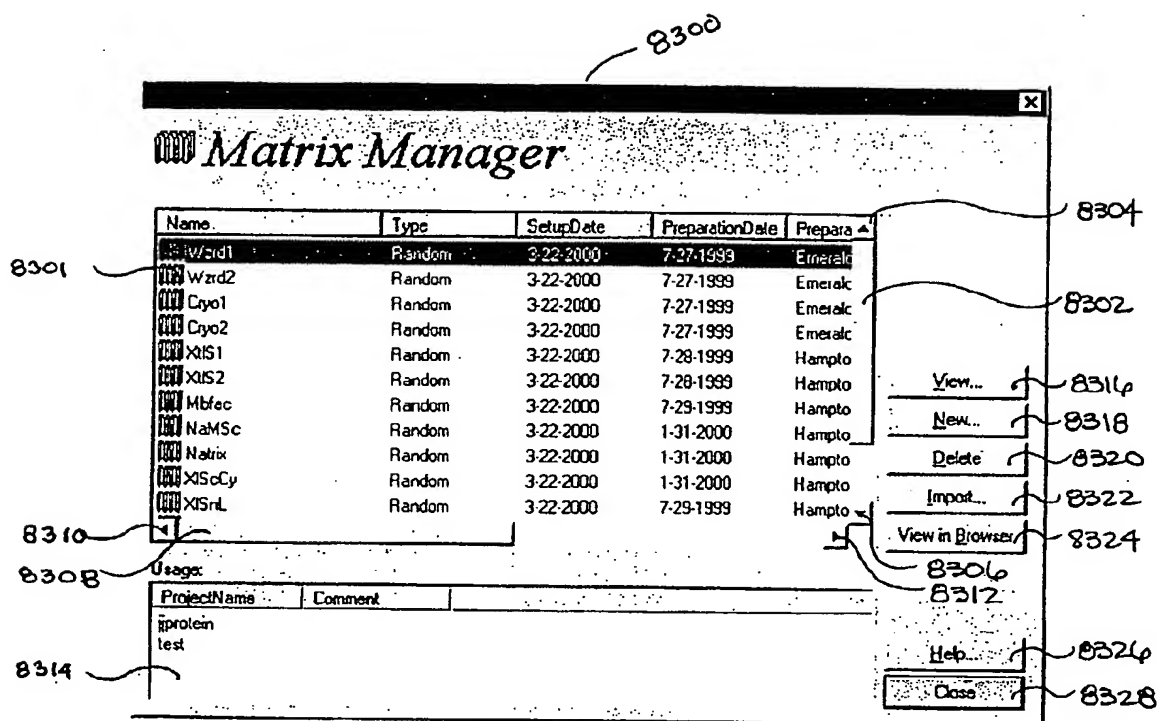 8300
Matrix Manager
Name Type SetupDate PreparationDate Prepara
8304
Wzrd1 Random 3-22-2000 7-27-1999 Emeralc
8301
Wzrd2 Random 3-22-2000 7-27-1999 Emeralc
Cryo1 Random 3-22-2000 7-27-1999 Emeralc
8302
Cryo2 Random 3-22-2000 7-27-1999 Emeralc
XtlS1 Random 3-22-2000 7-28-1999 Hampto
XtlS2 Random 3-22-2000 7-28-1999 Hampto
View... 8316
Mbfac Random 3-22-2000 7-29-1999 Hampto
New... 8318
NaMSc Random 3-22-2000 1-31-2000 Hampto
Natrix Random 3-22-2000 1-31-2000 Hampto
Delete 8320
XlScCy Random 3-22-2000 1-31-2000 Hampto
Import... 8322
XlSnL Random 3-22-2000 7-29-1999 Hampto
8310
View in Browser 8324
8308
8306
8312
Usage:
ProjectName Comment
jjprotein
test
8314
Help... 8326
Close 8328